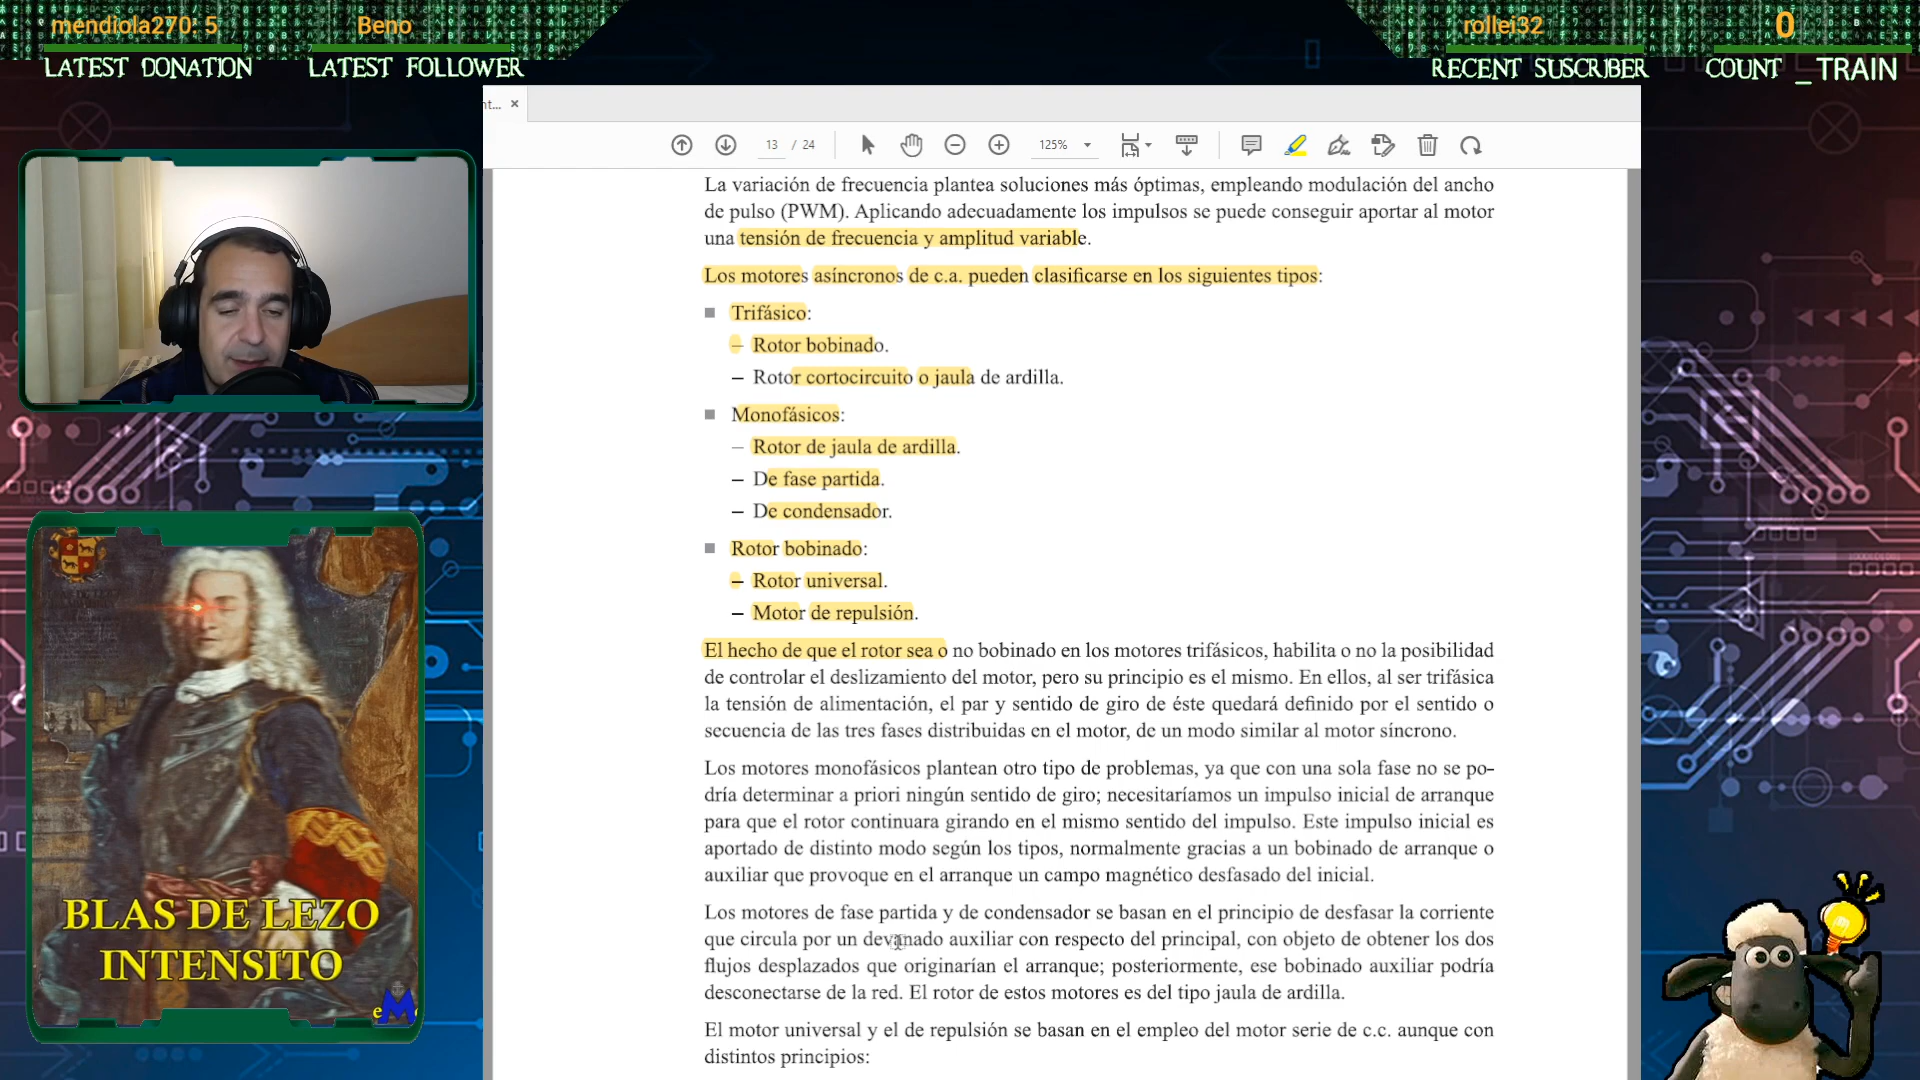 mendiola270: 5
LATEST DONATION
Beno
LATEST FOLLOWER
rollei32
RECENT SUSCRIBER
0
COUNT _TRAIN
nt...
13 / 24
125%
La variación de frecuencia plantea soluciones más óptimas, empleando modulación del ancho
de pulso (PWM). Aplicando adecuadamente los impulsos se puede conseguir aportar al motor
una tensión de frecuencia y amplitud variable.
Los motores asíncronos de c.a. pueden clasificarse en los siguientes tipos:
■ Trifásico:
– Rotor bobinado.
– Rotor cortocircuito o jaula de ardilla.
■ Monofásicos:
– Rotor de jaula de ardilla.
– De fase partida.
– De condensador.
■ Rotor bobinado:
– Rotor universal.
– Motor de repulsión.
El hecho de que el rotor sea o no bobinado en los motores trifásicos, habilita o no la posibilidad
de controlar el deslizamiento del motor, pero su principio es el mismo. En ellos, al ser trifásica
la tensión de alimentación, el par y sentido de giro de éste quedará definido por el sentido o
secuencia de las tres fases distribuidas en el motor, de un modo similar al motor síncrono.
Los motores monofásicos plantean otro tipo de problemas, ya que con una sola fase no se po-
dría determinar a priori ningún sentido de giro; necesitaríamos un impulso inicial de arranque
para que el rotor continuara girando en el mismo sentido del impulso. Este impulso inicial es
aportado de distinto modo según los tipos, normalmente gracias a un bobinado de arranque o
auxiliar que provoque en el arranque un campo magnético desfasado del inicial.
Los motores de fase partida y de condensador se basan en el principio de desfasar la corriente
que circula por un devanado auxiliar con respecto del principal, con objeto de obtener los dos
flujos desplazados que originarían el arranque; posteriormente, ese bobinado auxiliar podría
desconectarse de la red. El rotor de estos motores es del tipo jaula de ardilla.
El motor universal y el de repulsión se basan en el empleo del motor serie de c.c. aunque con
distintos principios:
BLAS DE LEZO
INTENSITO